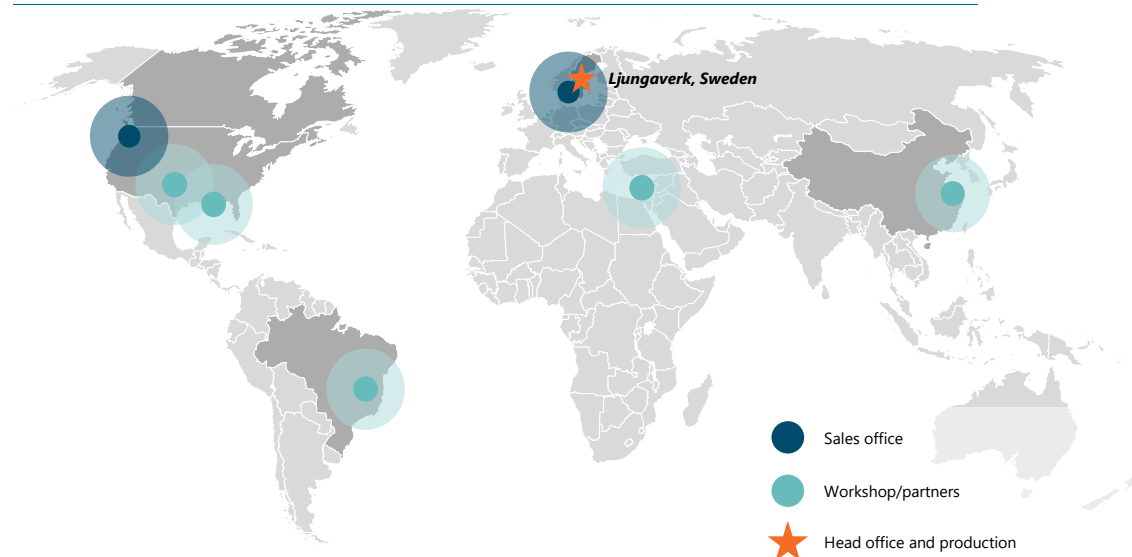 Ljungaverk, Sweden
Sales office
Workshop/partners
Head office and production